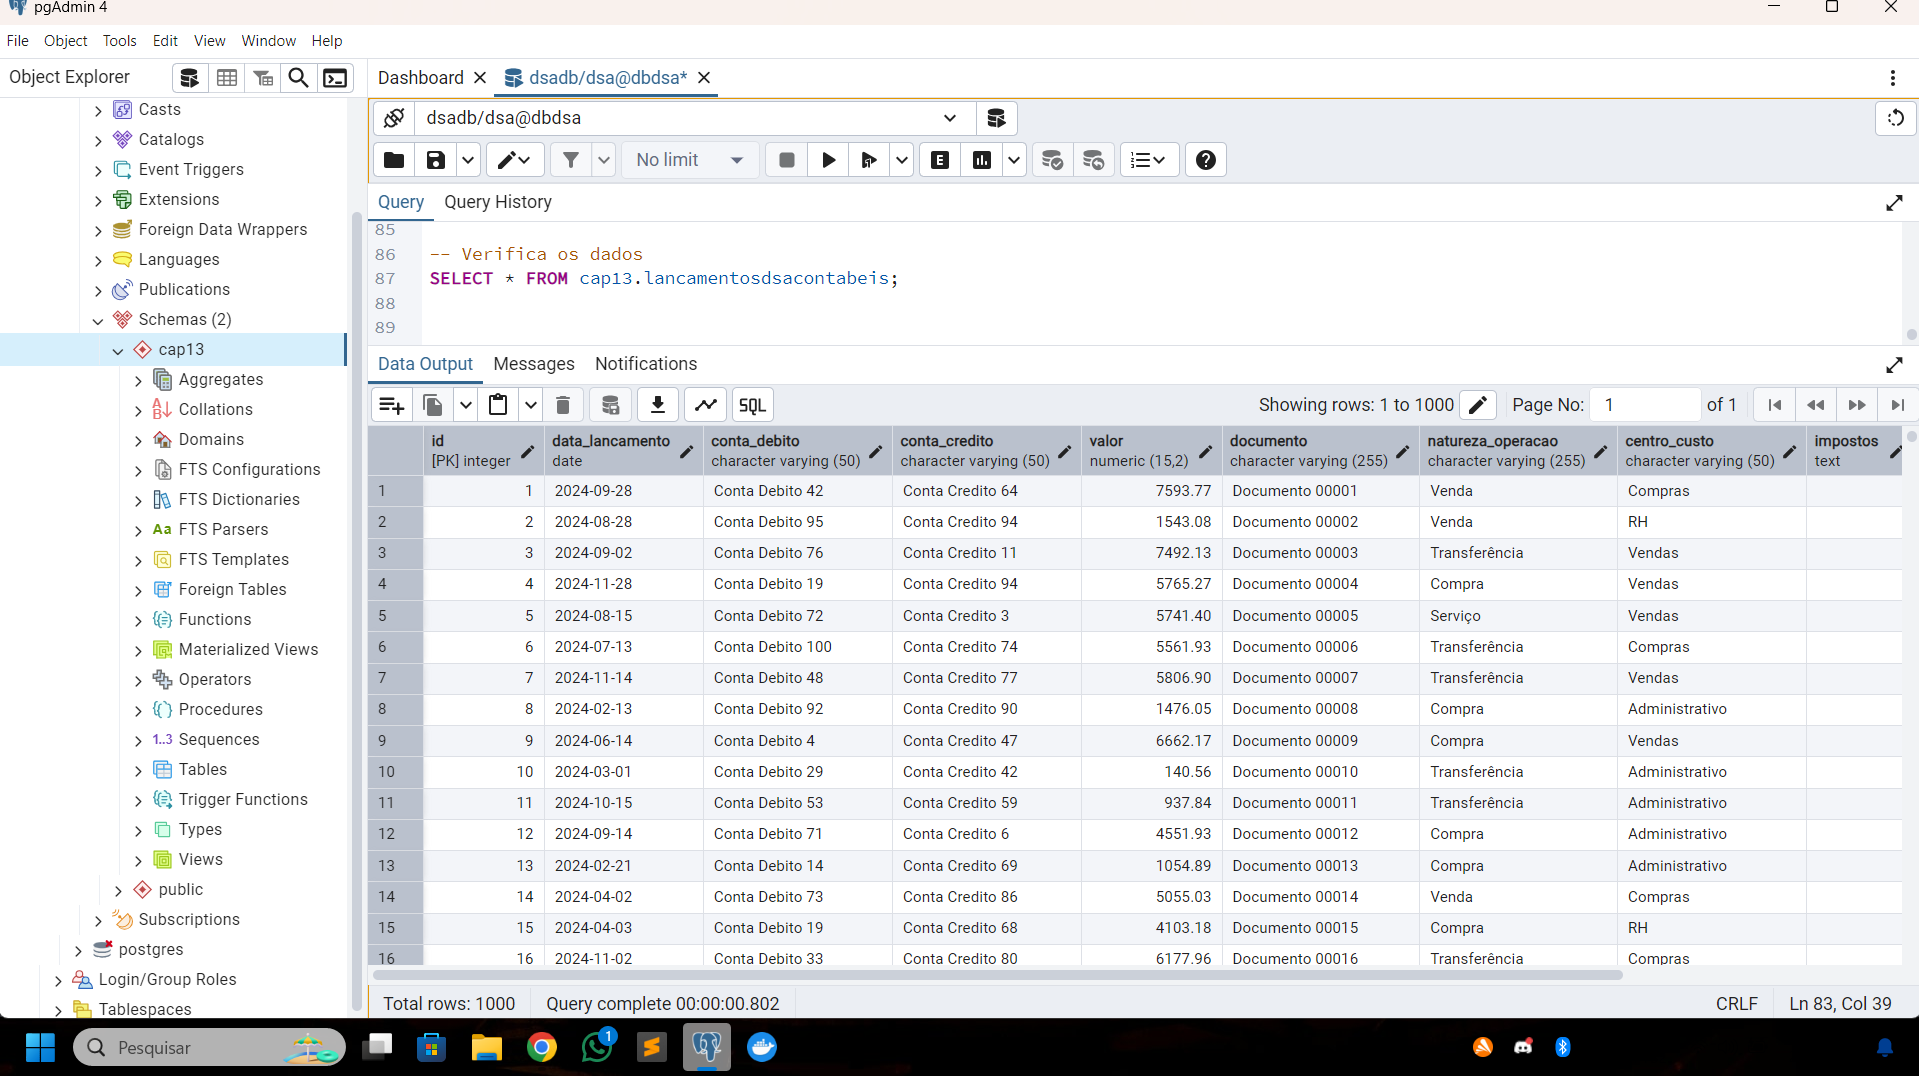 pgAdmin 4
File Object Tools Edit View Window Help
Object Explorer
Dashboard dsadb/dsa@dbdsa*
dsadb/dsa@dbdsa
No limit
E
Casts
Catalogs
Event Triggers
Extensions
Foreign Data Wrappers
Languages
Publications
Schemas (2)
cap13
Aggregates
Collations
Domains
FTS Configurations
FTS Dictionaries
Aa FTS Parsers
FTS Templates
Foreign Tables
Functions
Materialized Views
Operators
Procedures
1..3 Sequences
Tables
Trigger Functions
Types
Views
public
Subscriptions
postgres
Login/Group Roles
Tablespaces
Query Query History
85
86 -- Verifica os dados
87 SELECT * FROM cap13.lancamentosdsacontabeis;
88
89
Data Output Messages Notifications
SQL
Showing rows: 1 to 1000 Page No: 1 of 1
id data_lancamento conta_debito conta_credito valor documento natureza_operacao centro_custo impostos
[PK] integer date character varying (50) character varying (50) numeric (15,2) character varying (255) character varying (255) character varying (50) text
1 1 2024-09-28 Conta Debito 42 Conta Credito 64 7593.77 Documento 00001 Venda Compras
2 2 2024-08-28 Conta Debito 95 Conta Credito 94 1543.08 Documento 00002 Venda RH
3 3 2024-09-02 Conta Debito 76 Conta Credito 11 7492.13 Documento 00003 Transferência Vendas
4 4 2024-11-28 Conta Debito 19 Conta Credito 94 5765.27 Documento 00004 Compra Vendas
5 5 2024-08-15 Conta Debito 72 Conta Credito 3 5741.40 Documento 00005 Serviço Vendas
6 6 2024-07-13 Conta Debito 100 Conta Credito 74 5561.93 Documento 00006 Transferência Compras
7 7 2024-11-14 Conta Debito 48 Conta Credito 77 5806.90 Documento 00007 Transferência Vendas
8 8 2024-02-13 Conta Debito 92 Conta Credito 90 1476.05 Documento 00008 Compra Administrativo
9 9 2024-06-14 Conta Debito 4 Conta Credito 47 6662.17 Documento 00009 Compra Vendas
10 10 2024-03-01 Conta Debito 29 Conta Credito 42 140.56 Documento 00010 Transferência Administrativo
11 11 2024-10-15 Conta Debito 53 Conta Credito 59 937.84 Documento 00011 Transferência Administrativo
12 12 2024-09-14 Conta Debito 71 Conta Credito 6 4551.93 Documento 00012 Compra Administrativo
13 13 2024-02-21 Conta Debito 14 Conta Credito 69 1054.89 Documento 00013 Compra Administrativo
14 14 2024-04-02 Conta Debito 73 Conta Credito 86 5055.03 Documento 00014 Venda Compras
15 15 2024-04-03 Conta Debito 19 Conta Credito 68 4103.18 Documento 00015 Compra RH
16 16 2024-11-02 Conta Debito 33 Conta Credito 80 6177.96 Documento 00016 Transferência Compras
Total rows: 1000 Query complete 00:00:00.802 CRLF Ln 83, Col 39
Pesquisar
1